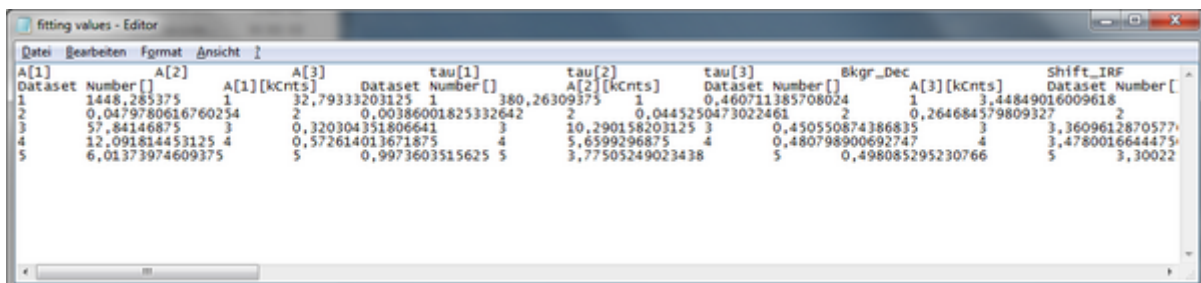 fitting values - Editor
Datei Bearbeiten Format Ansicht ?
A[1] A[2] A[3] tau[1] tau[2] tau[3] Bkgr_Dec Shift_IRF
Dataset Number[] A[1][kCnts] Dataset Number[] A[2][kCnts] Dataset Number[] A[3][kCnts] Dataset Number[
1 1448,285375 1 32,79333203125 1 380,26309375 1 0,460711385708024 1 3,44849016009618
2 0,0479780616760254 2 0,00386001825332642 2 0,0445250473022461 2 0,264684579809327 2
3 57,84146875 3 0,320304351806641 3 10,290158203125 3 0,450550874386835 3 3,3609612870577
4 12,091814453125 4 0,572614013671875 4 5,6599296875 4 0,480798900692747 4 3,4780016644475
5 6,01373974609375 5 0,9973603515625 5 3,77505249023438 5 0,498085295230766 5 3,30022